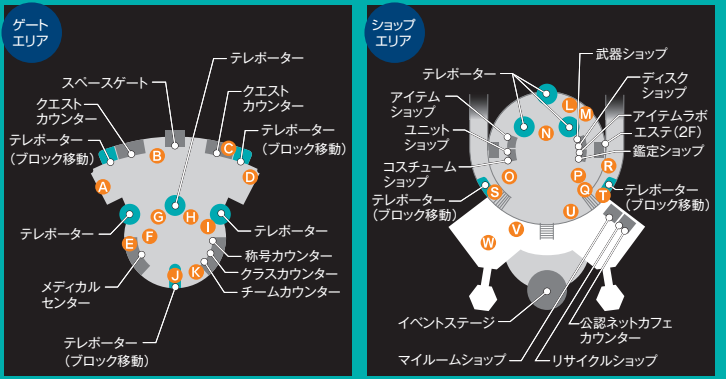 ゲート
エリア
テレポーター
スペースゲート
クエスト
カウンター
クエスト
カウンター
テレポーター
(ブロック移動)
テレポーター
(ブロック移動)
A
B
C
D
E
F
G
H
I
J
K
テレポーター
テレポーター
称号カウンター
クラスカウンター
チームカウンター
メディカル
センター
テレポーター
(ブロック移動)
ショップ
エリア
武器ショップ
テレポーター
ディスク
ショップ
アイテム
ショップ
アイテムラボ
エステ(2F)
ユニット
ショップ
鑑定ショップ
コスチューム
ショップ
テレポーター
(ブロック移動)
テレポーター
(ブロック移動)
L
M
N
O
P
Q
R
S
T
U
V
W
イベントステージ
公認ネットカフェ
カウンター
マイルームショップ
リサイクルショップ